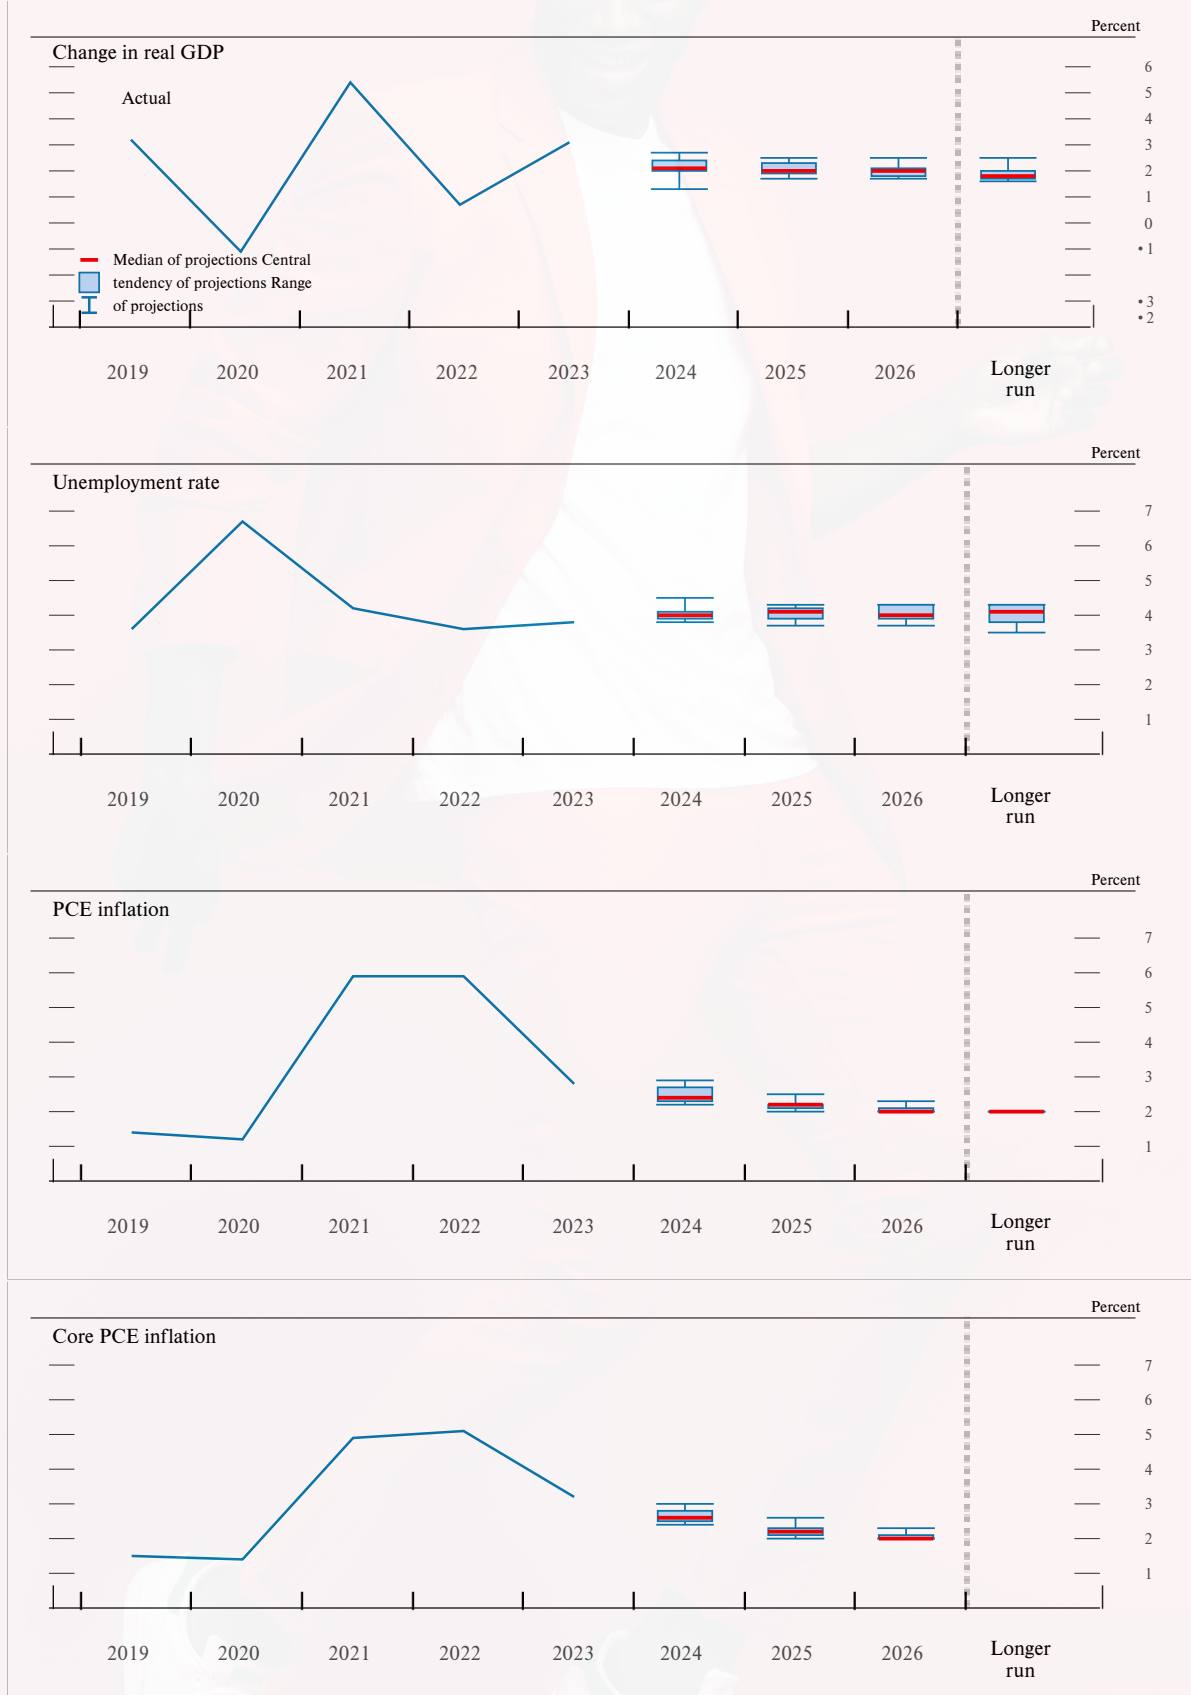 Percent
Change in real GDP
6
5
Actual
4
3
2
1
0
• 1
Median of projections Central
tendency of projections Range
of projections
• 3
• 2
2019 2020 2021 2022 2023 2024 2025 2026 Longer
run
Percent
Unemployment rate
7
6
5
4
3
2
1
2019 2020 2021 2022 2023 2024 2025 2026 Longer
run
Percent
PCE inflation
7
6
5
4
3
2
1
2019 2020 2021 2022 2023 2024 2025 2026 Longer
run
Percent
Core PCE inflation
7
6
5
4
3
2
1
2019 2020 2021 2022 2023 2024 2025 2026 Longer
run